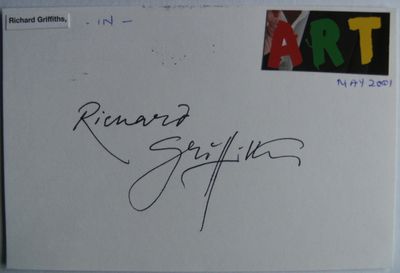 Richard Griffiths,
- IN -
ART
MAY 2001
Richard
Griffiths